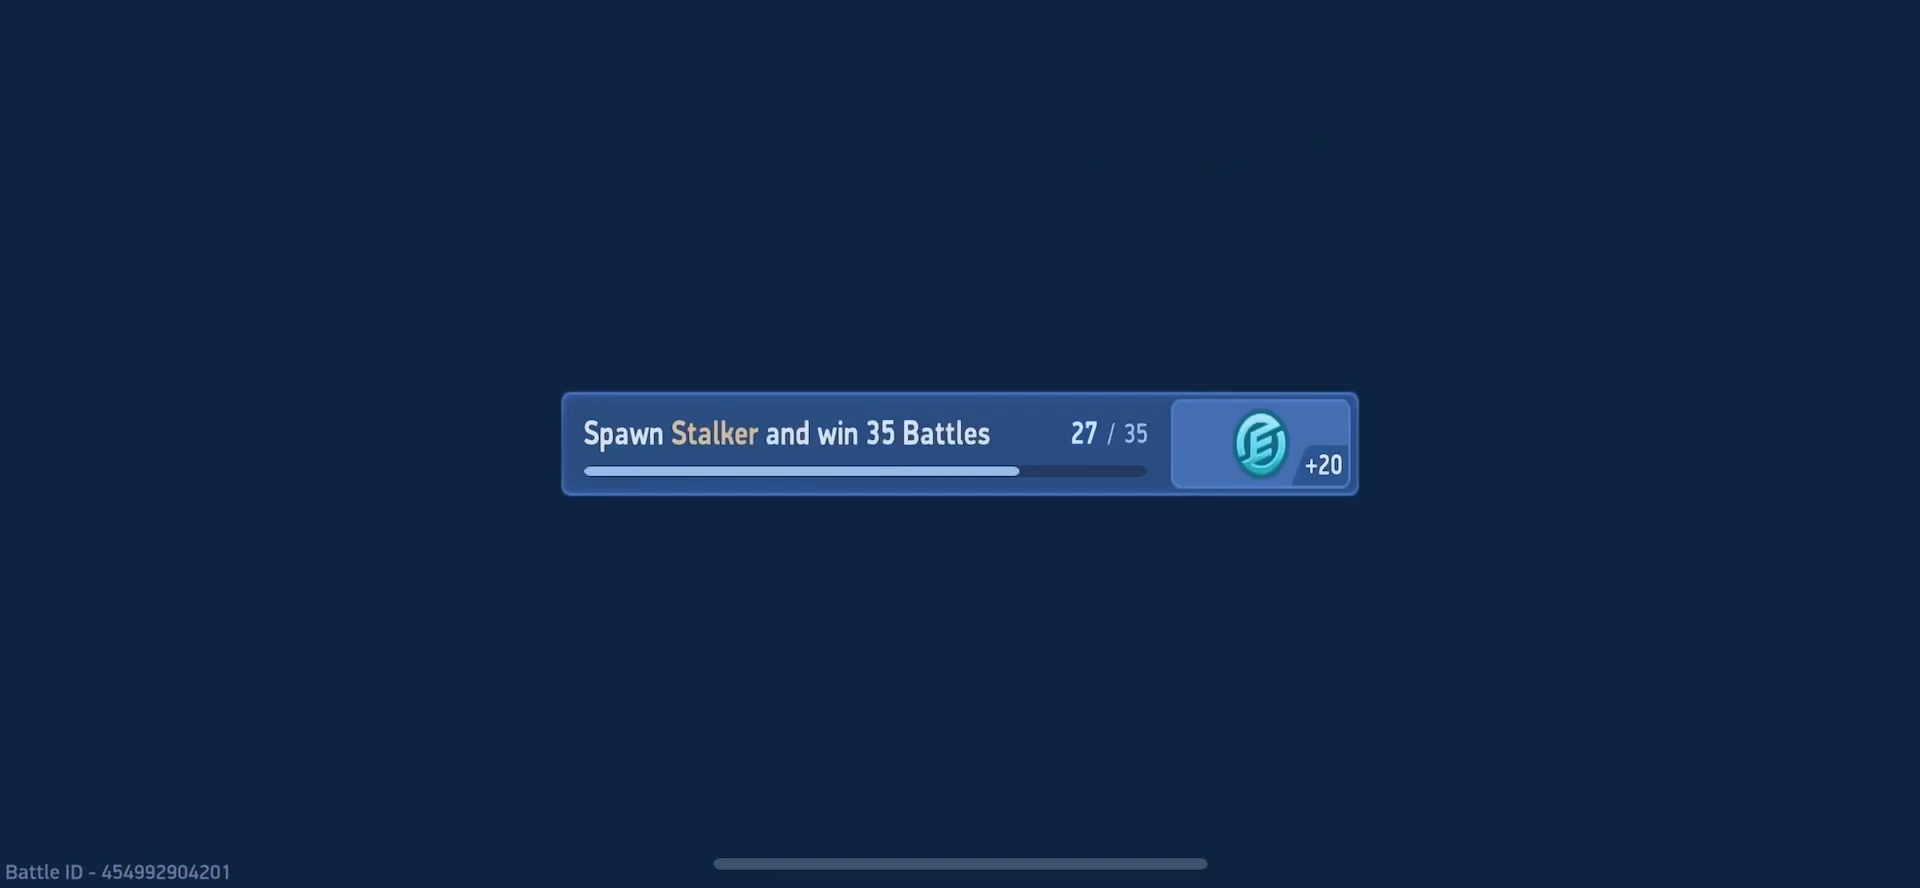 Spawn Stalker and win 35 Battles 27 / 35
+20
Battle ID - 454992904201